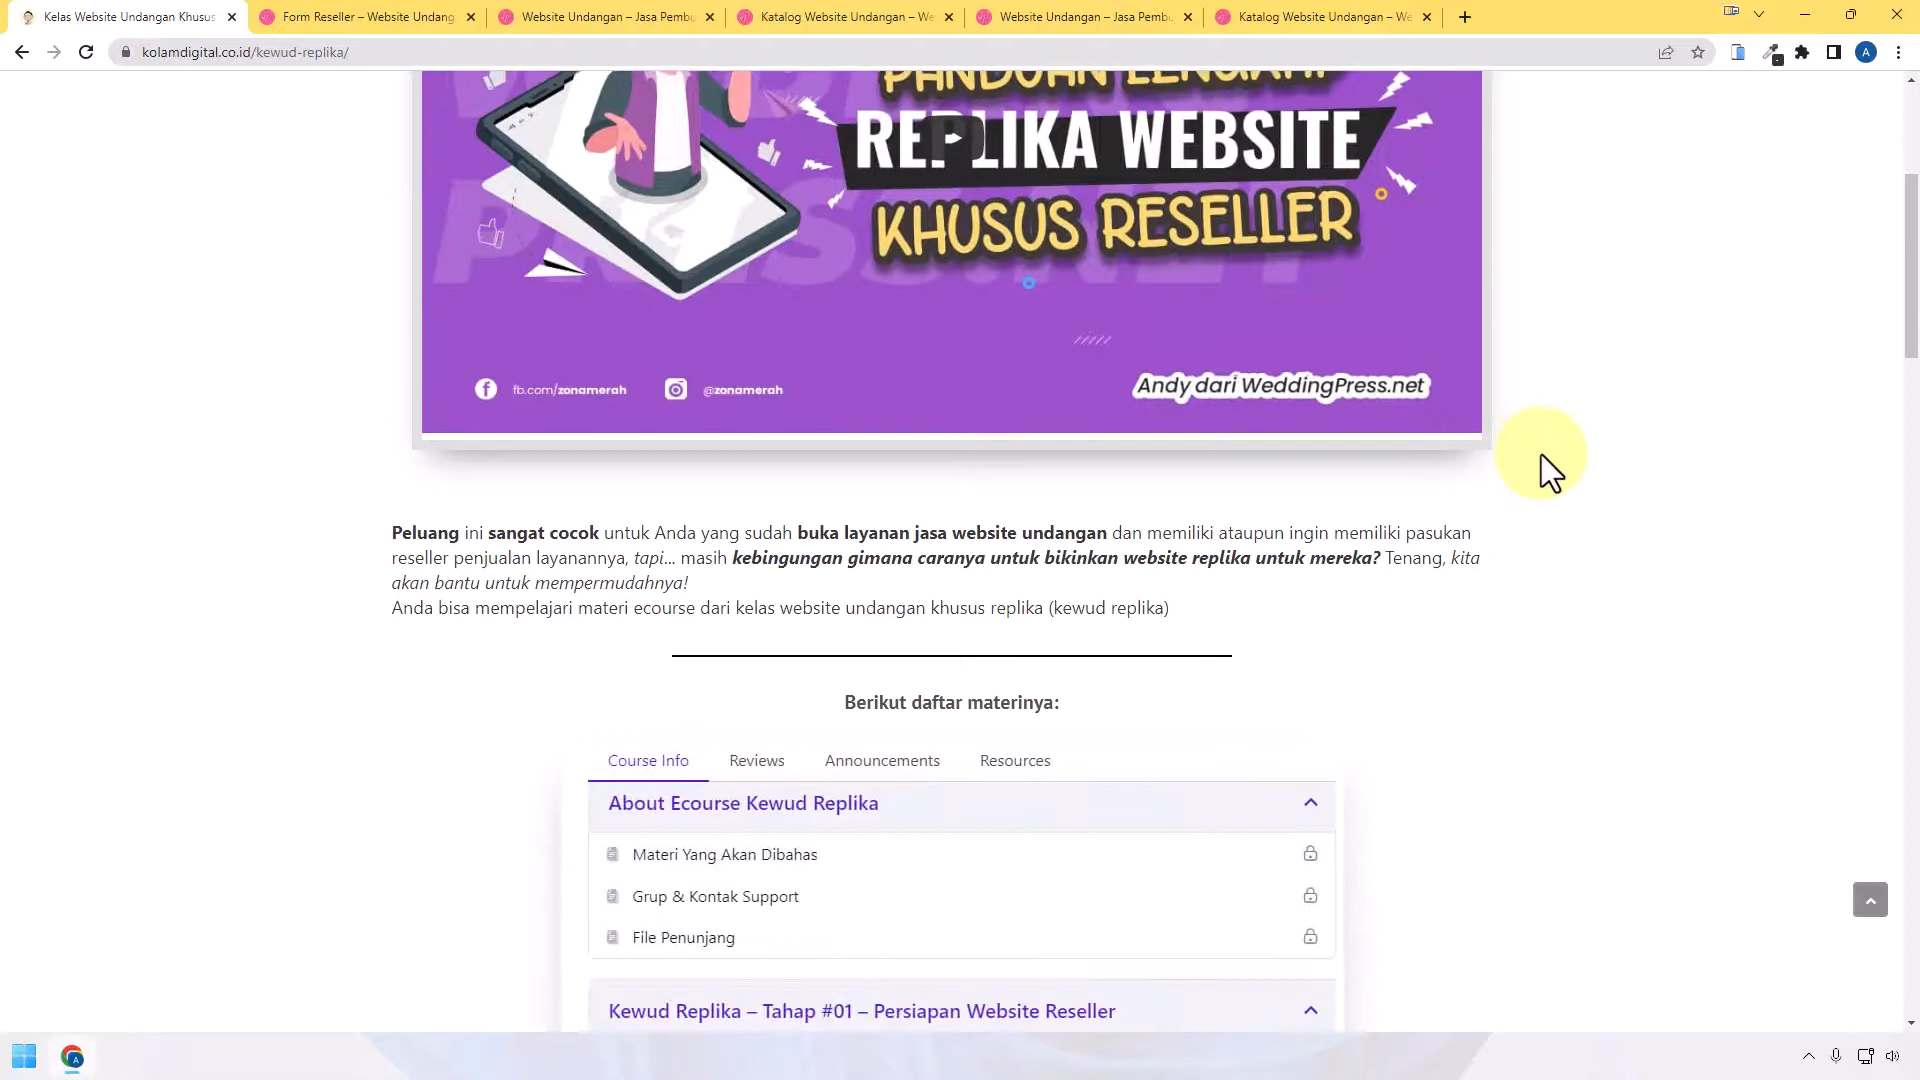 Kelas Website Undangan Khusus
Form Reseller – Website Undang
Website Undangan – Jasa Pembu
Katalog Website Undangan – We
Website Undangan – Jasa Pembu
Katalog Website Undangan – We
kolamdigital.co.id/kewud-replika/
A
PANDUAN LENGKAP
REPLIKA WEBSITE
KHUSUS RESELLER
fb.com/zonamerah
@zonamerah
Andy dari WeddingPress.net
Peluang ini sangat cocok untuk Anda yang sudah buka layanan jasa website undangan dan memiliki ataupun ingin memiliki pasukan
reseller penjualan layanannya, tapi... masih kebingungan gimana caranya untuk bikinkan website replika untuk mereka? Tenang, kita
akan bantu untuk mempermudahnya!
Anda bisa mempelajari materi ecourse dari kelas website undangan khusus replika (kewud replika)
Berikut daftar materinya:
Course Info
Reviews
Announcements
Resources
About Ecourse Kewud Replika
Materi Yang Akan Dibahas
Grup & Kontak Support
File Penunjang
Kewud Replika – Tahap #01 – Persiapan Website Reseller